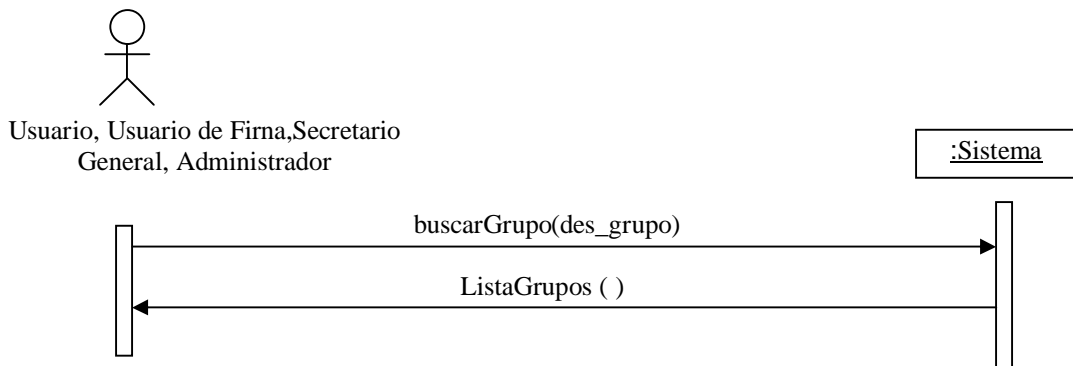 Usuario, Usuario de Firna,Secretario
General, Administrador
:Sistema
buscarGrupo(des_grupo)
ListaGrupos ( )